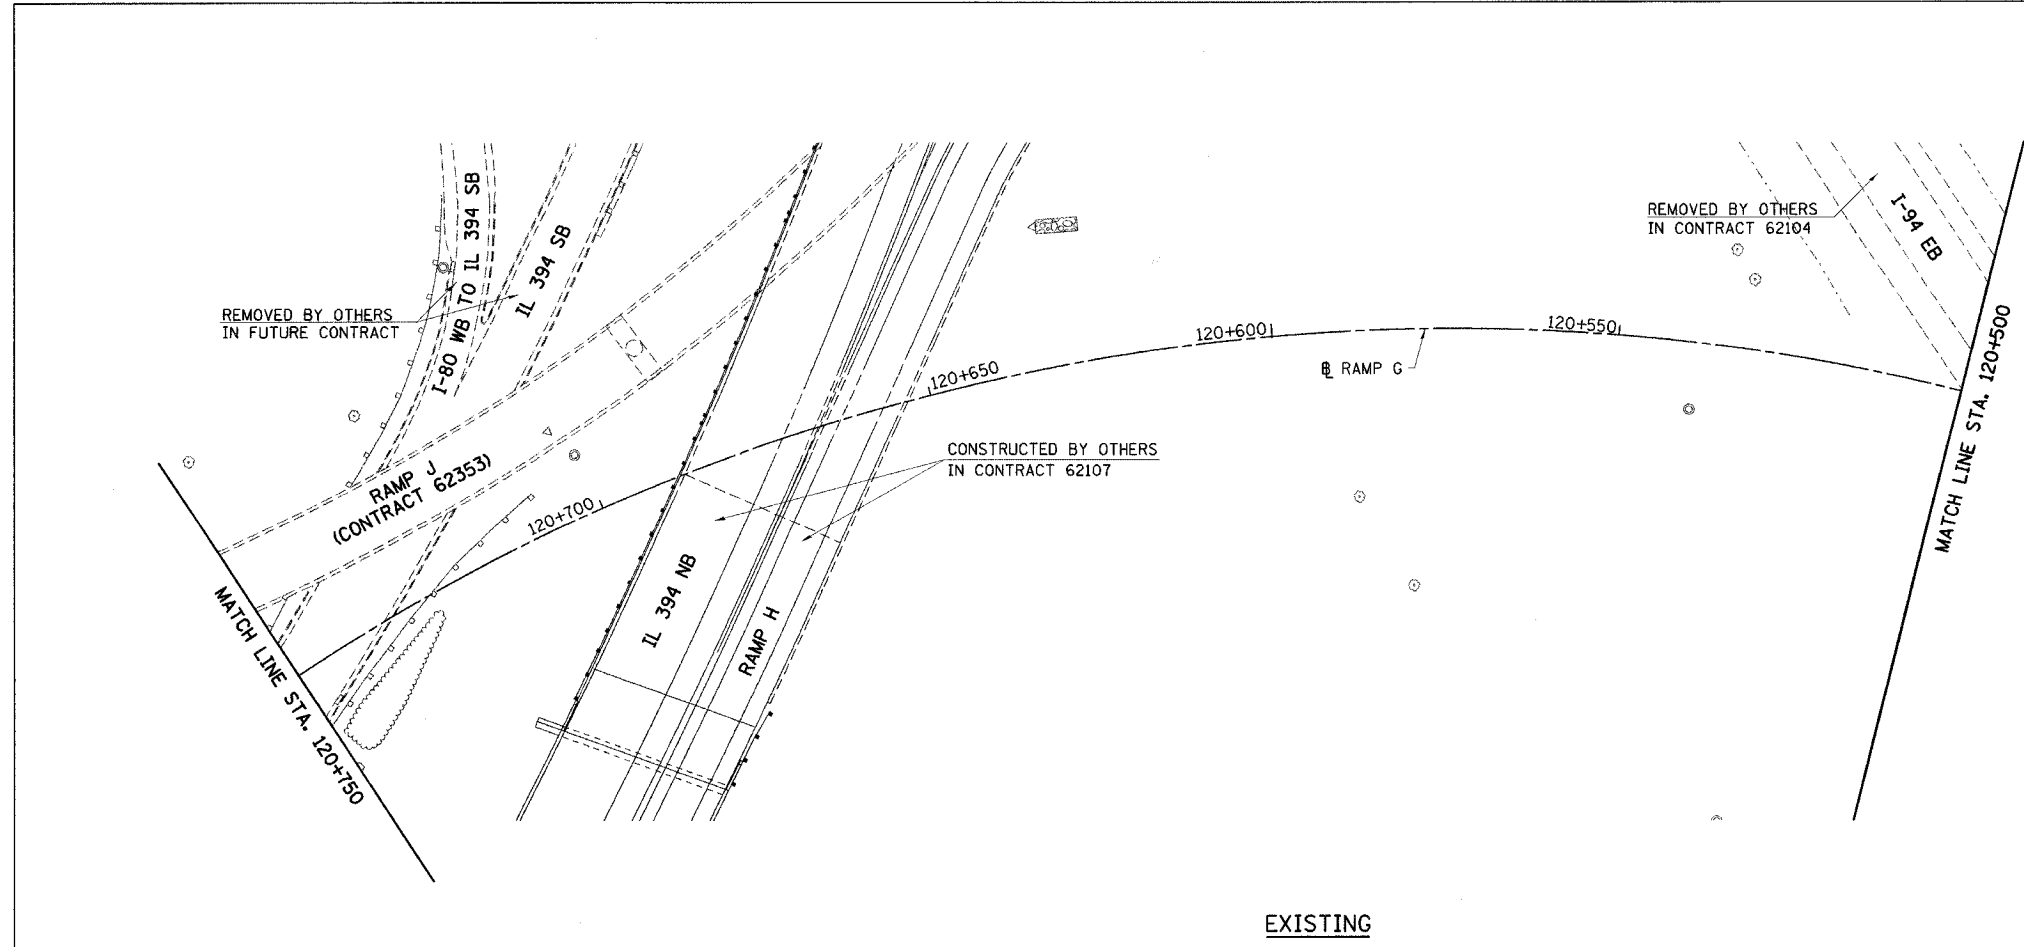 I-80 WB TO IL 394 SB
IL 394 SB
REMOVED BY OTHERS
IN FUTURE CONTRACT
REMOVED BY OTHERS
IN CONTRACT 62104
I-94 EB
120+650
120+600
120+550
℄ RAMP G
MATCH LINE STA. 120+500
RAMP J
(CONTRACT 62353)
120+700
CONSTRUCTED BY OTHERS
IN CONTRACT 62107
IL 394 NB
RAMP H
MATCH LINE STA. 120+750
EXISTING